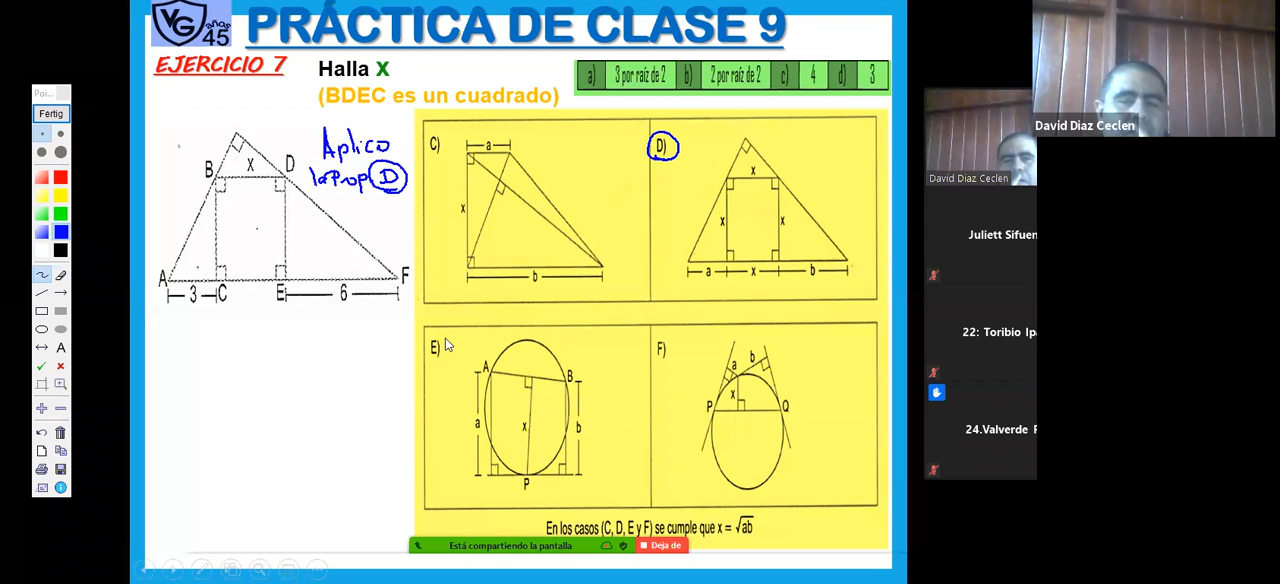 VG
años
45
PRÁCTICA DE CLASE 9
EJERCICIO 7
Halla X
(BDEC es un cuadrado)
a) 3 por raíz de 2 b) 2 por raíz de 2 c) 4 d) 3
Poi...
Fertig
A
B X D
A C E F
3 6
Aplico
la Prop D
C)
a
x
b
D)
x
x x
a x b
E)
A B
a x b
P
F)
a b
x
P Q
En los casos (C, D, E y F) se cumple que x = √ab
Está compartiendo la pantalla
Deja de
David Diaz Ceclen
David Diaz Ceclen
Juliett Sifuen
22: Toribio Ip
24.Valverde F